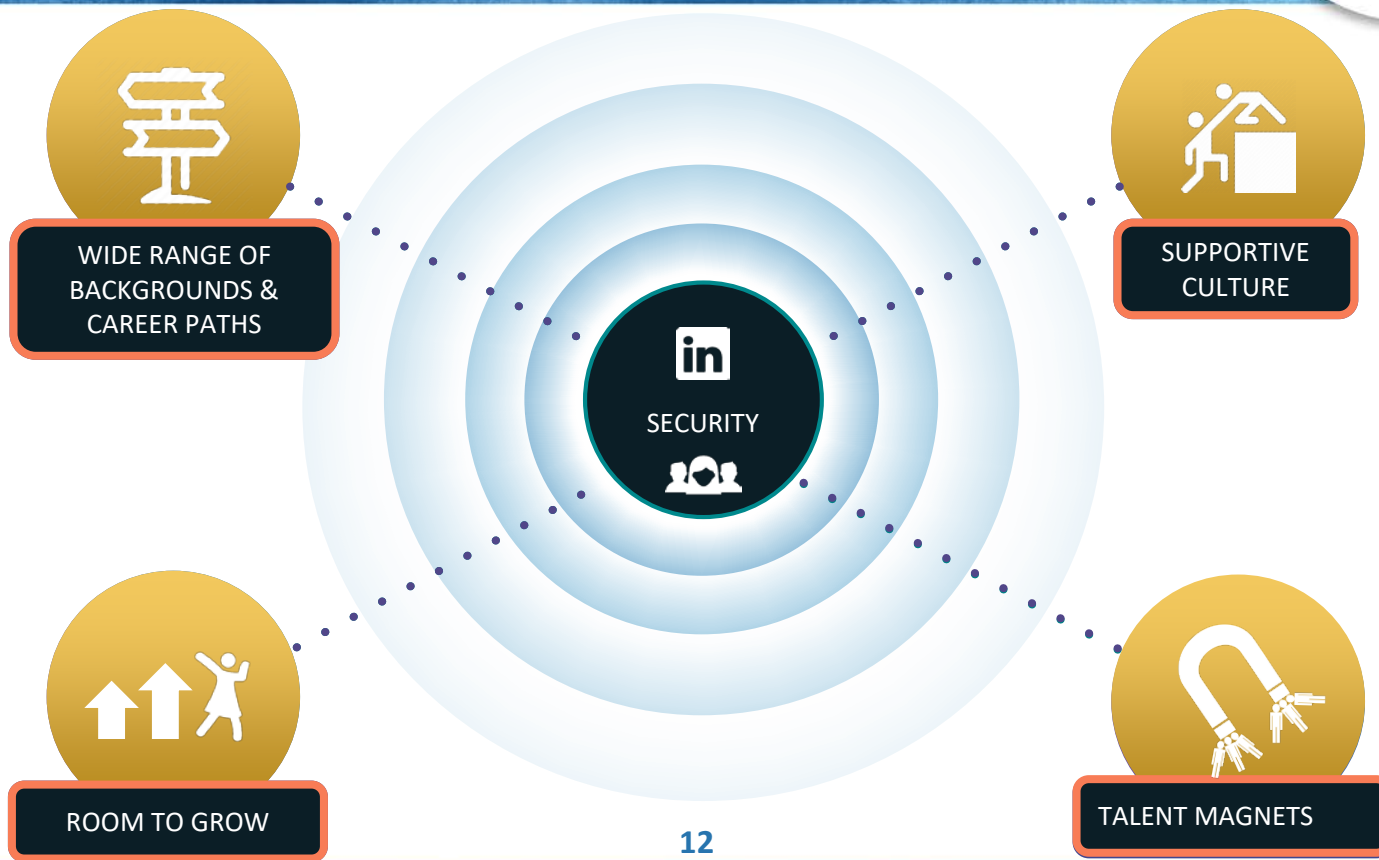 WIDE RANGE OF
BACKGROUNDS &
CAREER PATHS
SUPPORTIVE
CULTURE
in
SECURITY
ROOM TO GROW
TALENT MAGNETS
12